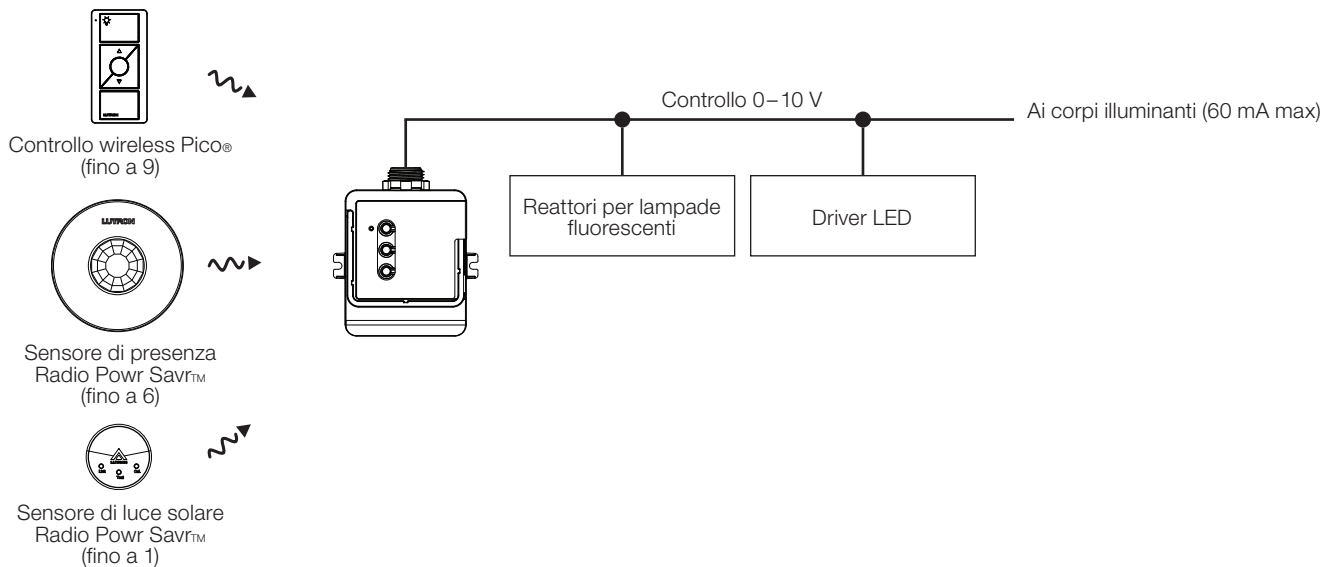 Controllo wireless Pico®
(fino a 9)
LUTRON
Sensore di presenza
Radio Powr Savr™
(fino a 6)
Sensore di luce solare
Radio Powr Savr™
(fino a 1)
Controllo 0–10 V
Ai corpi illuminanti (60 mA max)
Reattori per lampade
fluorescenti
Driver LED